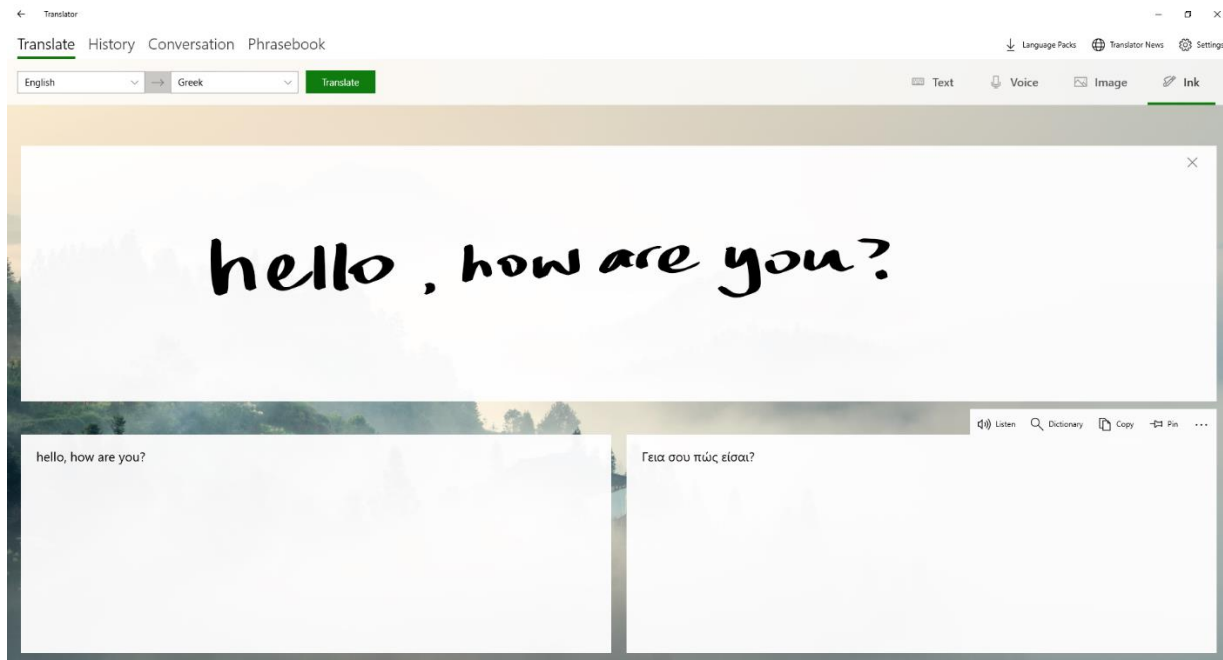 Translator
Translate History Conversation Phrasebook
Language Packs Translator News Settings
English Greek Translate
Text Voice Image Ink
hello, how are you?
Listen Dictionary Copy Pin
hello, how are you?
Γεια σου πώς είσαι?